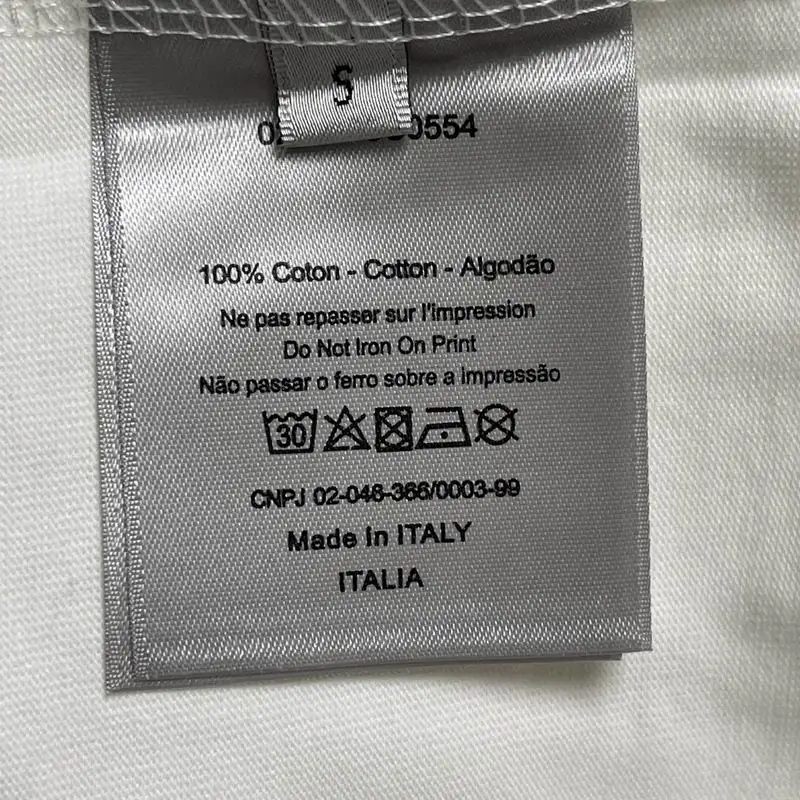 S
0554
100% Coton - Cotton - Algodão
Ne pas repasser sur l'impression
Do Not Iron On Print
Não passar o ferro sobre a impressão
30
CNPJ 02-046-366/0003-99
Made in ITALY
ITALIA